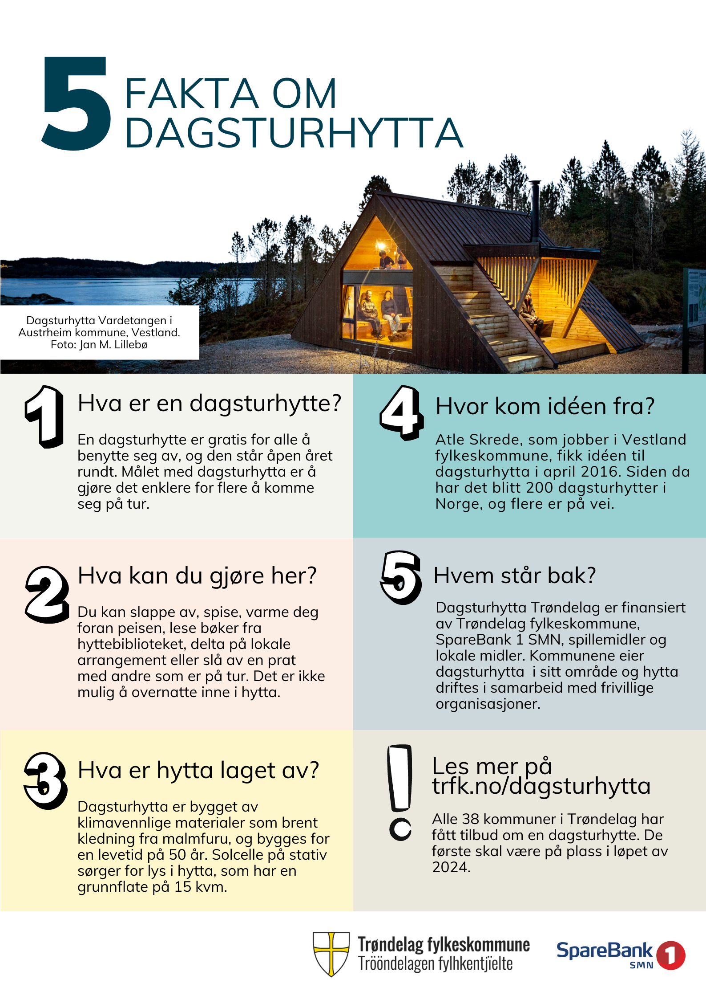 5 FAKTA OM
DAGSTURHYTTA
Dagsturhytta Vardetangen i
Austrheim kommune, Vestland.
Foto: Jan M. Lillebø
1 Hva er en dagsturhytte?
En dagsturhytte er gratis for alle å
benytte seg av, og den står åpen året
rundt. Målet med dagsturhytta er å
gjøre det enklere for flere å komme
seg på tur.
2 Hva kan du gjøre her?
Du kan slappe av, spise, varme deg
foran peisen, lese bøker fra
hyttebiblioteket, delta på lokale
arrangement eller slå av en prat
med andre som er på tur. Det er ikke
mulig å overnatte inne i hytta.
3 Hva er hytta laget av?
Dagsturhytta er bygget av
klimavennlige materialer som brent
kledning fra malmfuru, og bygges for
en levetid på 50 år. Solcelle på stativ
sørger for lys i hytta, som har en
grunnflate på 15 kvm.
4 Hvor kom idéen fra?
Atle Skrede, som jobber i Vestland
fylkeskommune, fikk idéen til
dagsturhytta i april 2016. Siden da
har det blitt 200 dagsturhytter i
Norge, og flere er på vei.
5 Hvem står bak?
Dagsturhytta Trøndelag er finansiert
av Trøndelag fylkeskommune,
SpareBank 1 SMN, spillemidler og
lokale midler. Kommunene eier
dagsturhytta  i sitt område og hytta
driftes i samarbeid med frivillige
organisasjoner.
! Les mer på
trfk.no/dagsturhytta
Alle 38 kommuner i Trøndelag har
fått tilbud om en dagsturhytte. De
første skal være på plass i løpet av
2024.
Trøndelag fylkeskommune
Trööndelagen fylhkentjïelte
SpareBank 1
SMN